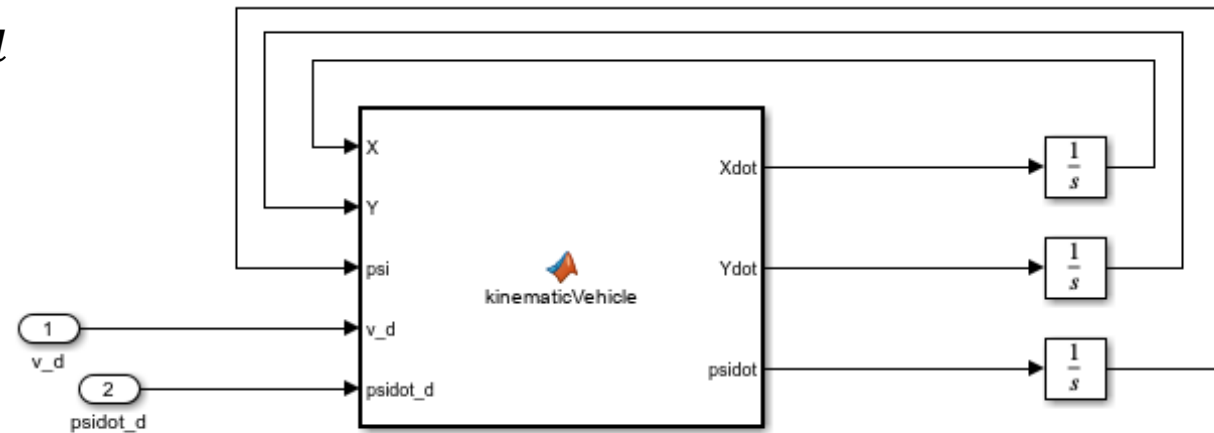 X
Y
psi
v_d
psidot_d
Xdot
Ydot
psidot
kinematicVehicle
1
v_d
2
psidot_d
1
s
1
s
1
s